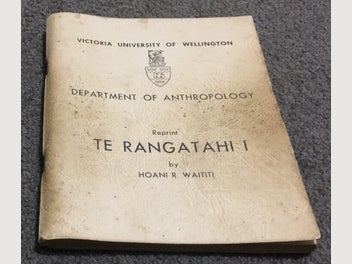 VICTORIA UNIVERSITY OF WELLINGTON
DEPARTMENT OF ANTHROPOLOGY
Reprint
TE RANGATAHI I
by
HOANI R. WAITITI